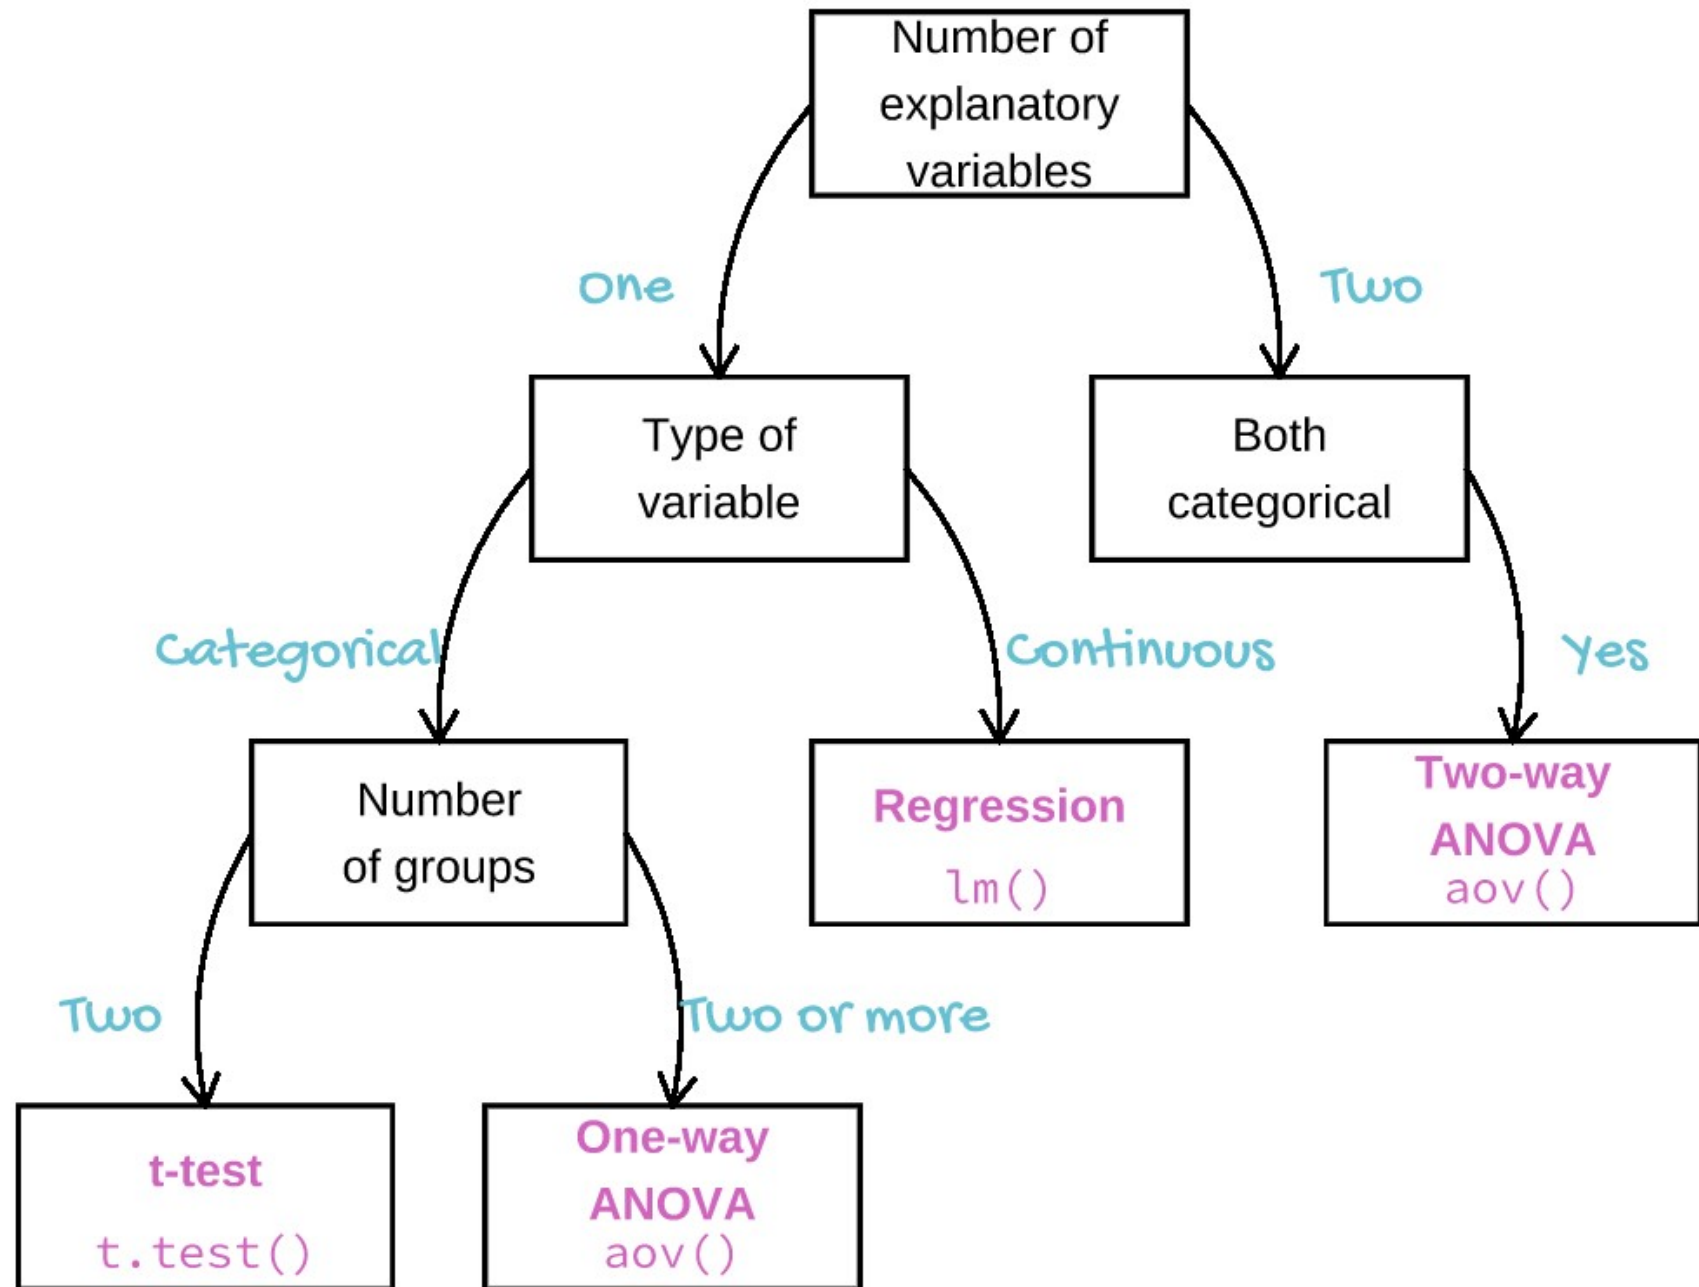 Number of
explanatory
variables
One
Two
Type of
variable
Both
categorical
Categorical
Continuous
Yes
Number
of groups
Regression
lm()
Two-way
ANOVA
aov()
Two
Two or more
t-test
t.test()
One-way
ANOVA
aov()